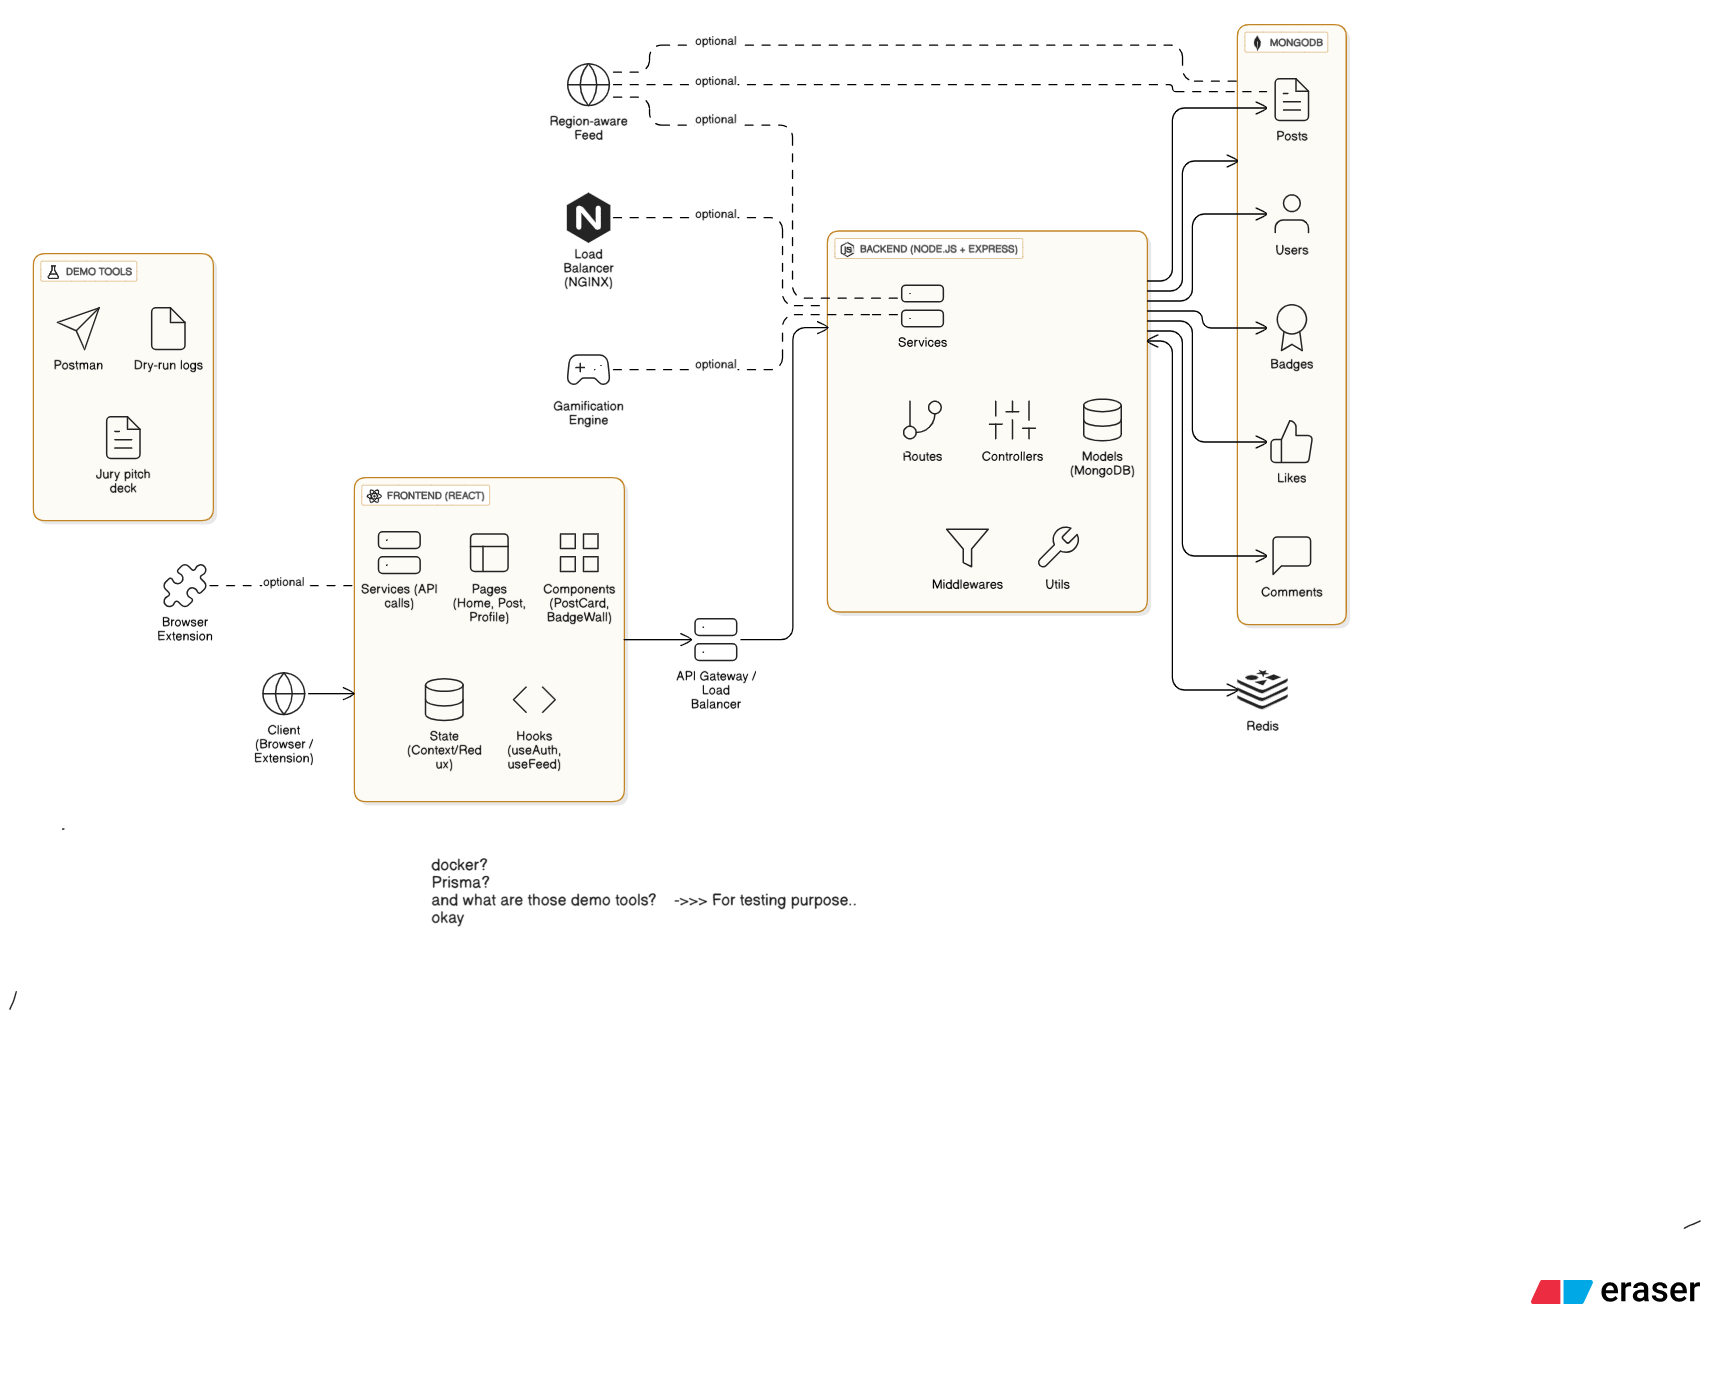 optional
optional
optional
Region-aware
Feed
optional
Load
Balancer
(NGINX)
optional
Gamification
Engine
MONGODB
Posts
Users
Badges
Likes
Comments
Redis
BACKEND (NODE.JS + EXPRESS)
Services
Routes
Controllers
Models
(MongoDB)
Middlewares
Utils
DEMO TOOLS
Postman
Dry-run logs
Jury pitch
deck
Browser
Extension
optional
Client
(Browser /
Extension)
FRONTEND (REACT)
Services (API
calls)
Pages
(Home, Post,
Profile)
Components
(PostCard,
BadgeWall)
State
(Context/Red
ux)
Hooks
(useAuth,
useFeed)
API Gateway /
Load
Balancer
docker?
Prisma?
and what are those demo tools? ->>> For testing purpose..
okay
eraser